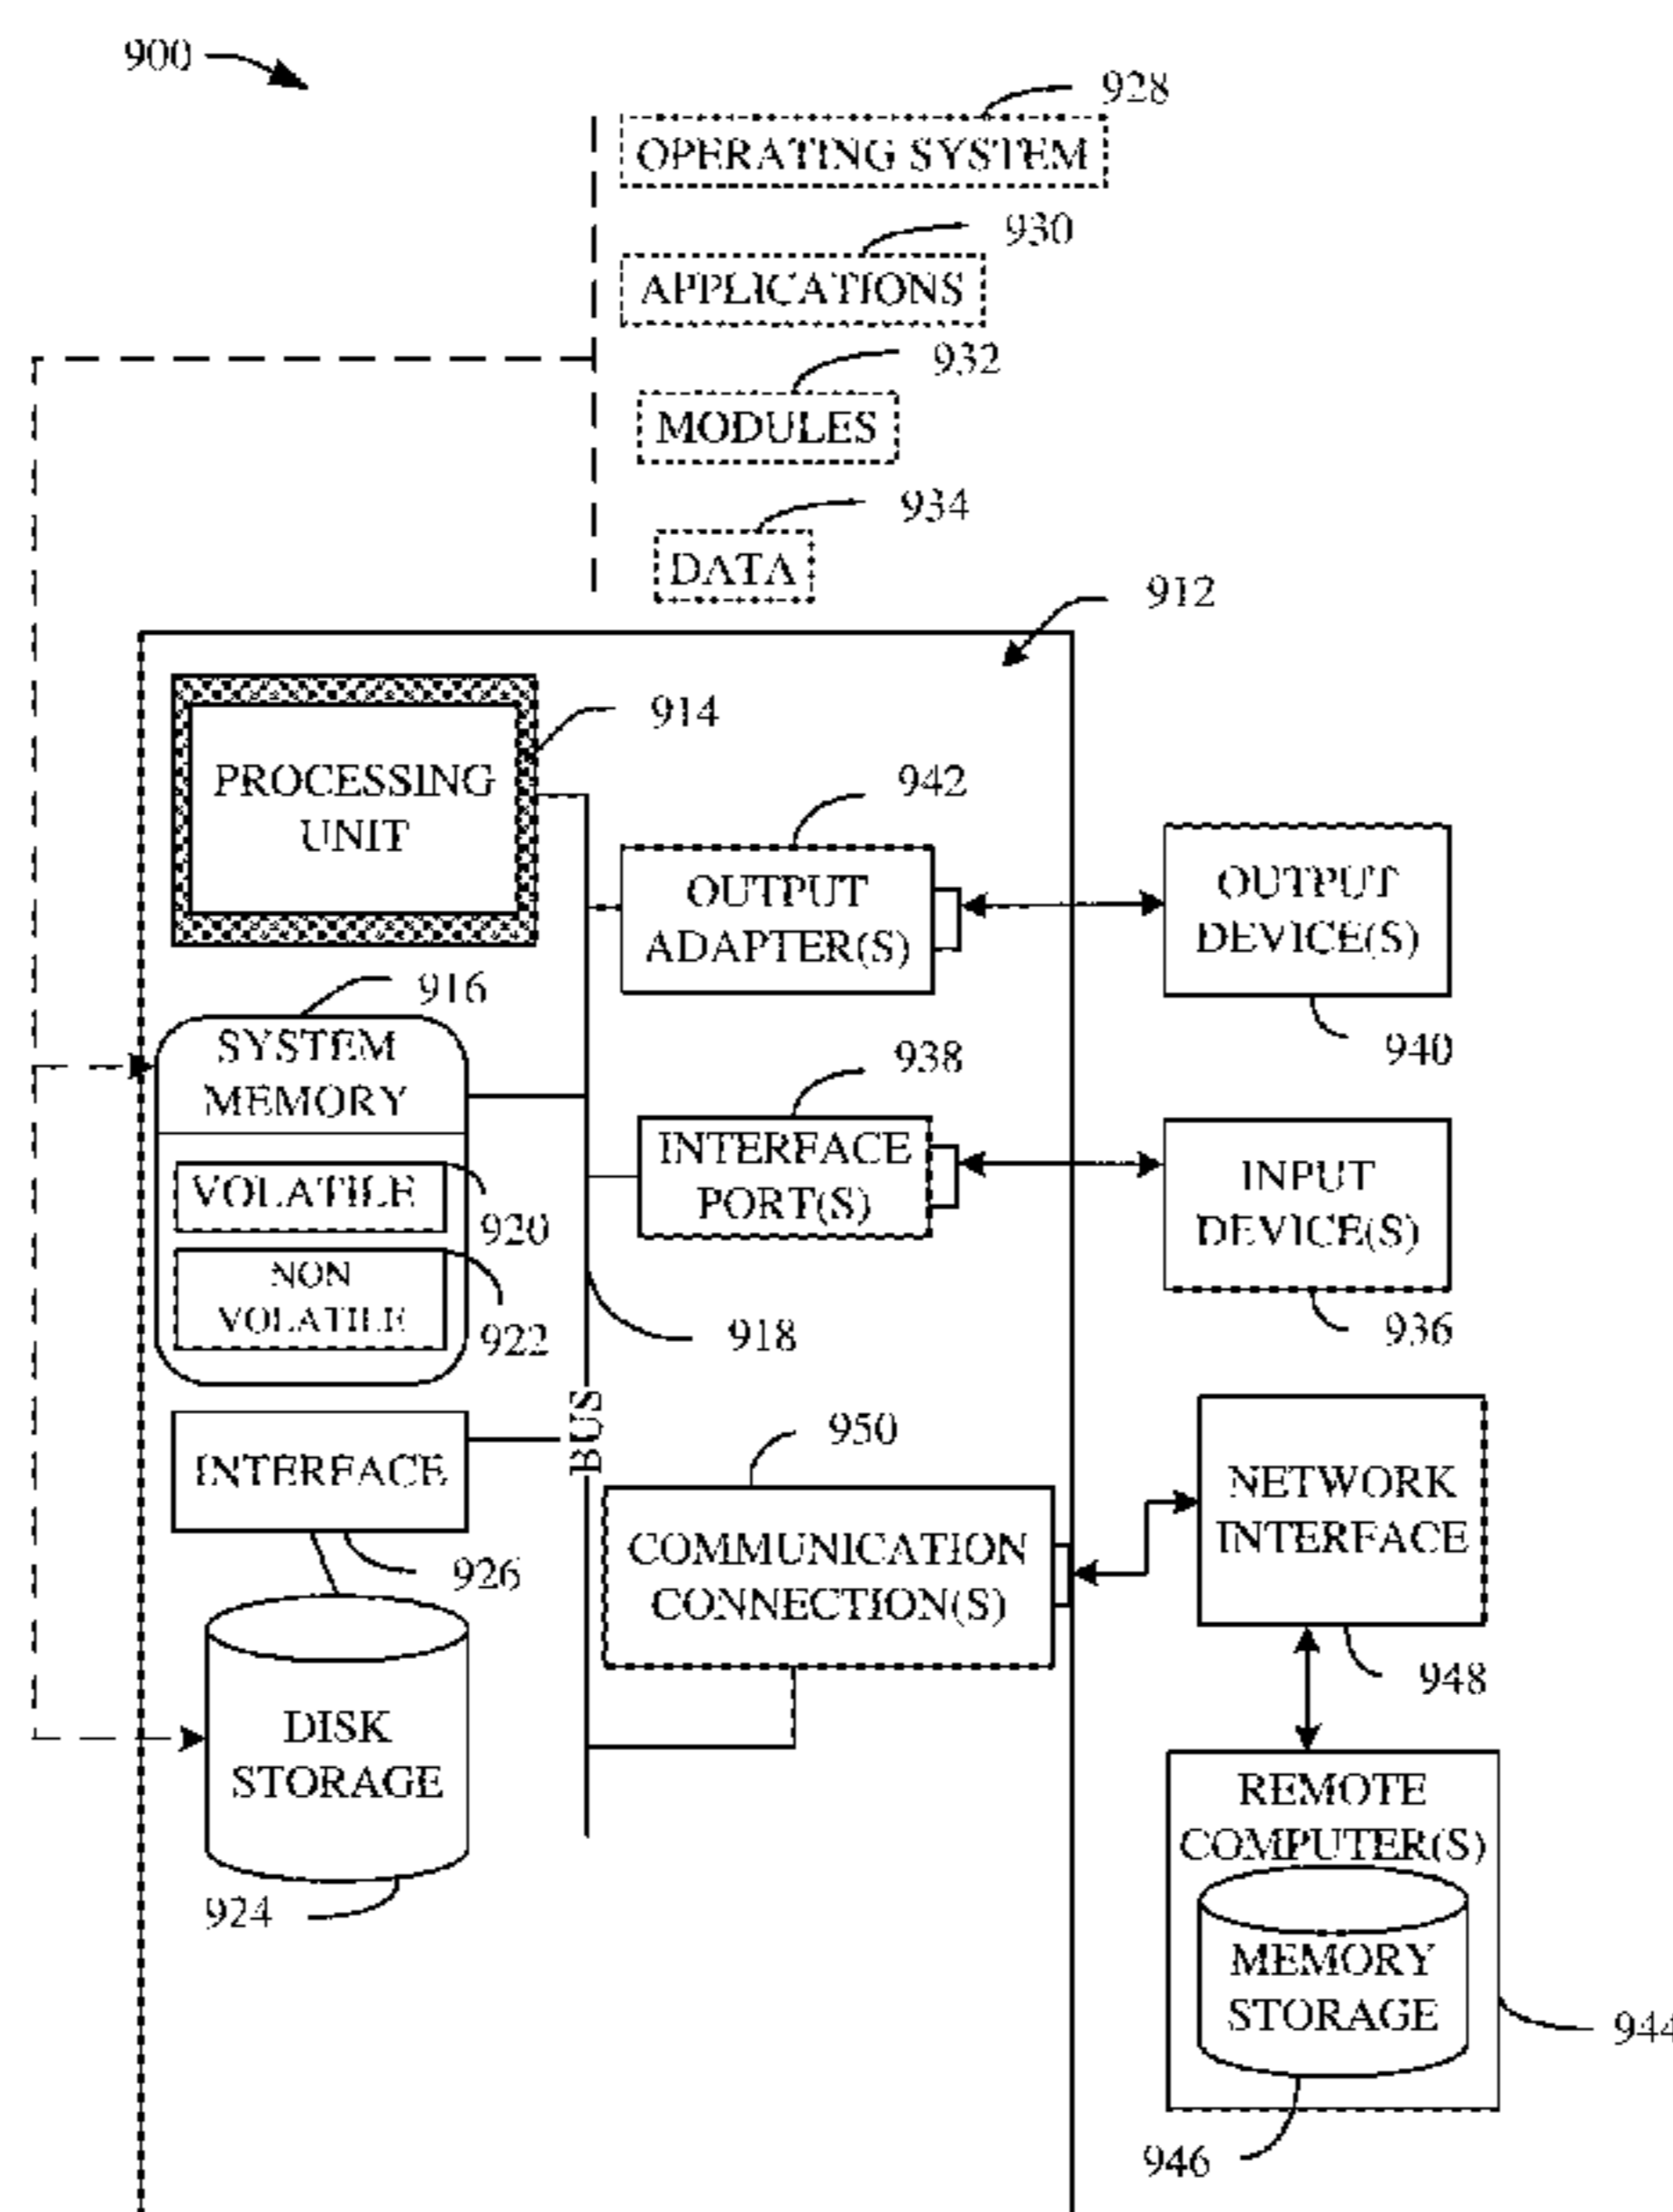 900
928
OPERATING SYSTEM
930
APPLICATIONS
932
MODULES
934
DATA
912
914
PROCESSING
UNIT
942
OUTPUT
ADAPTER(S)
OUTPUT
DEVICE(S)
940
916
SYSTEM
MEMORY
VOLATILE
920
NON
VOLATILE
922
938
INTERFACE
PORT(S)
INPUT
DEVICE(S)
936
918
BUS
INTERFACE
926
950
COMMUNICATION
CONNECTION(S)
NETWORK
INTERFACE
948
DISK
STORAGE
924
REMOTE
COMPUTER(S)
MEMORY
STORAGE
944
946